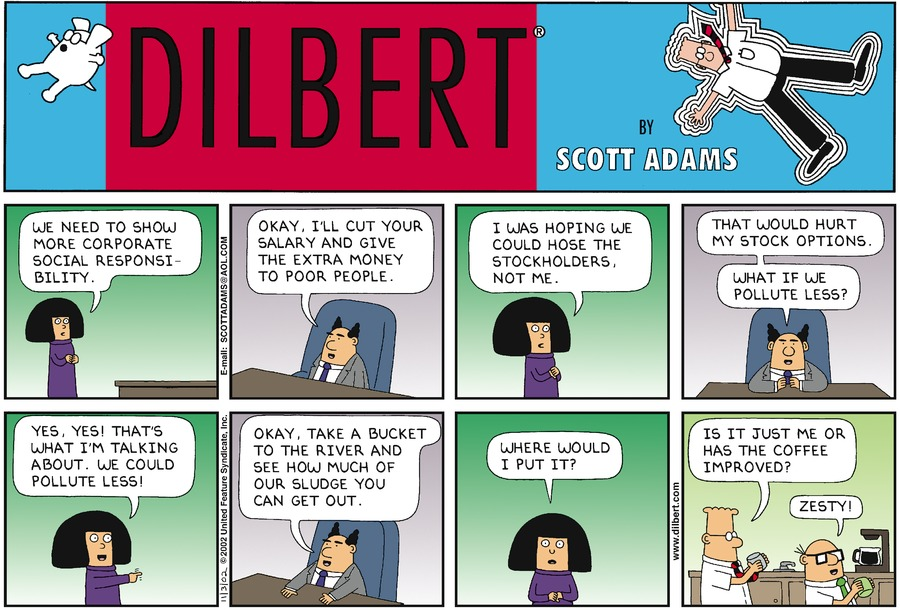 DILBERT®
BY
SCOTT ADAMS
WE NEED TO SHOW
MORE CORPORATE
SOCIAL RESPONSI-
BILITY.
E-mail: SCOTTADAMS@AOL.COM
OKAY, I'LL CUT YOUR
SALARY AND GIVE
THE EXTRA MONEY
TO POOR PEOPLE.
I WAS HOPING WE
COULD HOSE THE
STOCKHOLDERS,
NOT ME.
THAT WOULD HURT
MY STOCK OPTIONS.
WHAT IF WE
POLLUTE LESS?
YES, YES! THAT'S
WHAT I'M TALKING
ABOUT. WE COULD
POLLUTE LESS!
11/3/02 ©2002 United Feature Syndicate, Inc.
OKAY, TAKE A BUCKET
TO THE RIVER AND
SEE HOW MUCH OF
OUR SLUDGE YOU
CAN GET OUT.
WHERE WOULD
I PUT IT?
www.dilbert.com
IS IT JUST ME OR
HAS THE COFFEE
IMPROVED?
ZESTY!